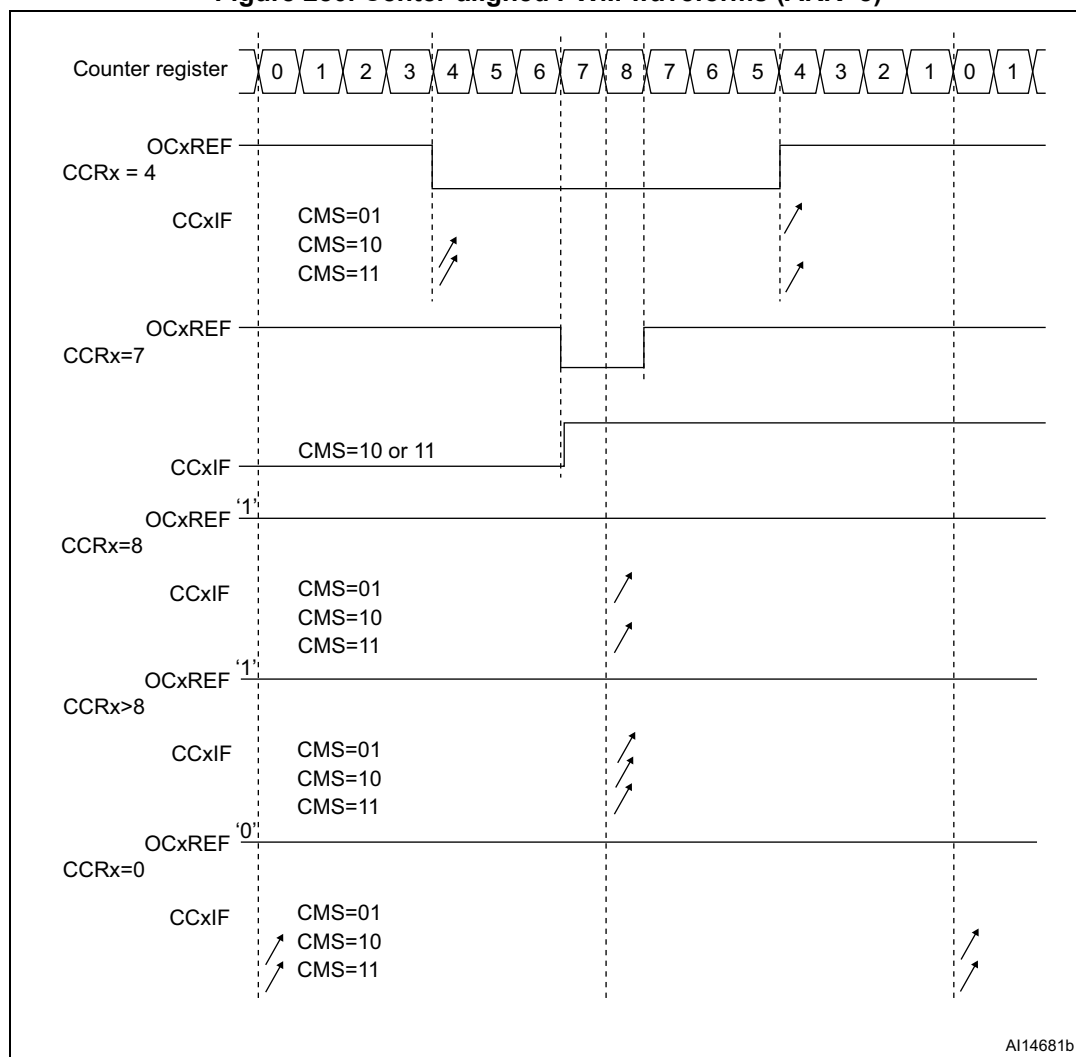 Counter register 0 1 2 3 4 5 6 7 8 7 6 5 4 3 2 1 0 1
OCxREF
CCRx = 4
CCxIF
CMS=01
CMS=10
CMS=11
OCxREF
CCRx=7
CMS=10 or 11
CCxIF
OCxREF '1'
CCRx=8
CCxIF
CMS=01
CMS=10
CMS=11
OCxREF '1'
CCRx>8
CCxIF
CMS=01
CMS=10
CMS=11
OCxREF '0'
CCRx=0
CCxIF
CMS=01
CMS=10
CMS=11
AI14681b